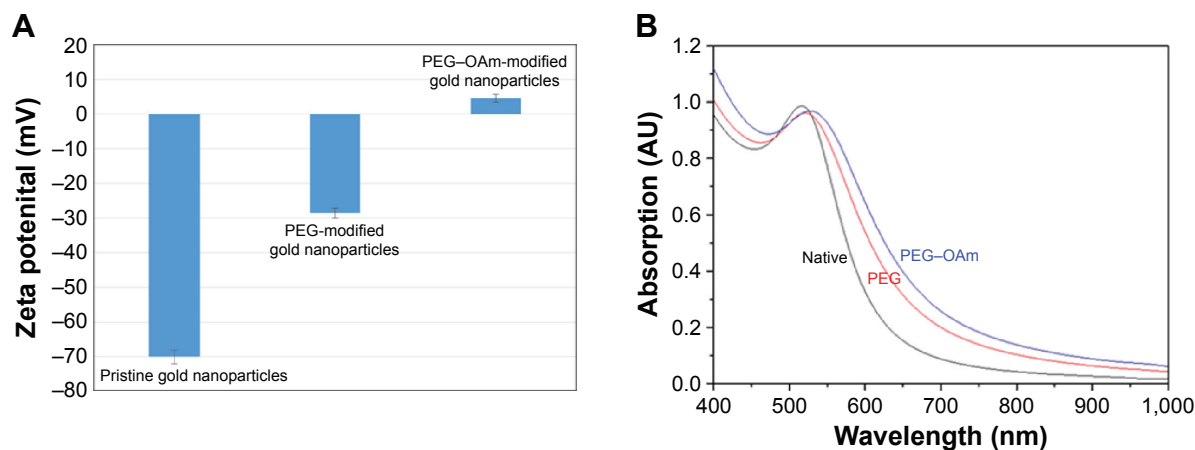 A
Zeta potenital (mV)
20
10
0
–10
–20
–30
–40
–50
–60
–70
–80
PEG–OAm-modified
gold nanoparticles
PEG-modified
gold nanoparticles
Pristine gold nanoparticles
B
Absorption (AU)
1.2
1.0
0.8
0.6
0.4
0.2
0.0
Native
PEG
PEG–OAm
400 500 600 700 800 900 1,000
Wavelength (nm)